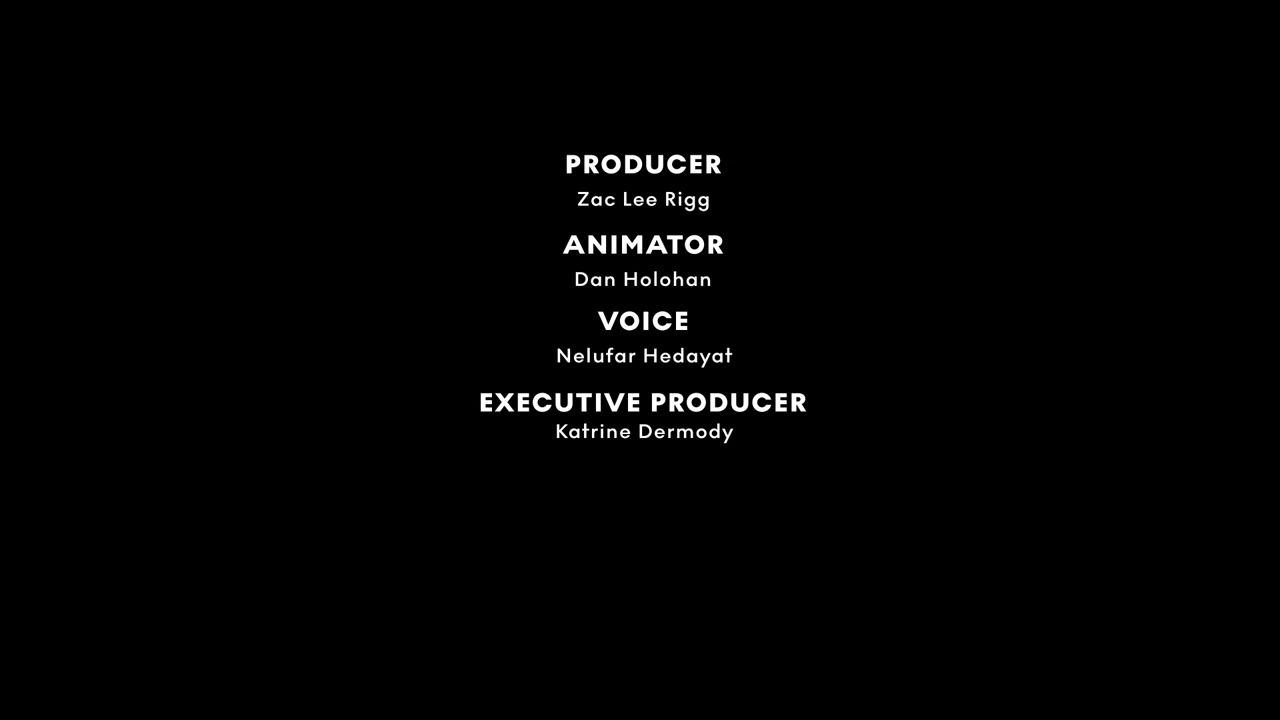 PRODUCER
Zac Lee Rigg
ANIMATOR
Dan Holohan
VOICE
Nelufar Hedayat
EXECUTIVE PRODUCER
Katrine Dermody